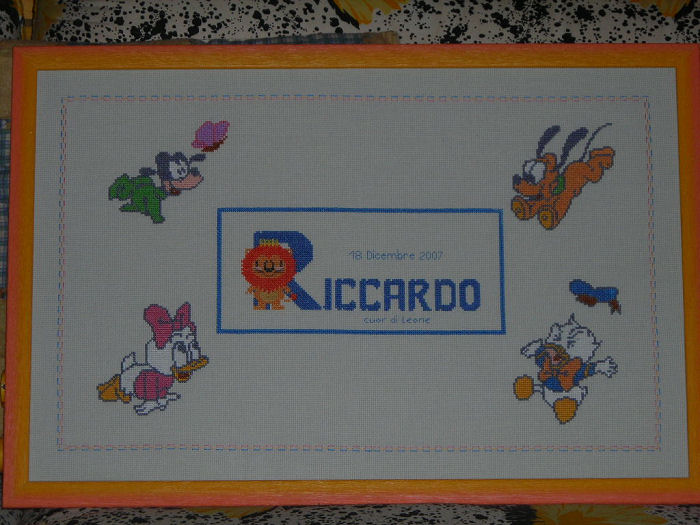 18 Dicembre 2007
RICCARDO
cuor di Leone